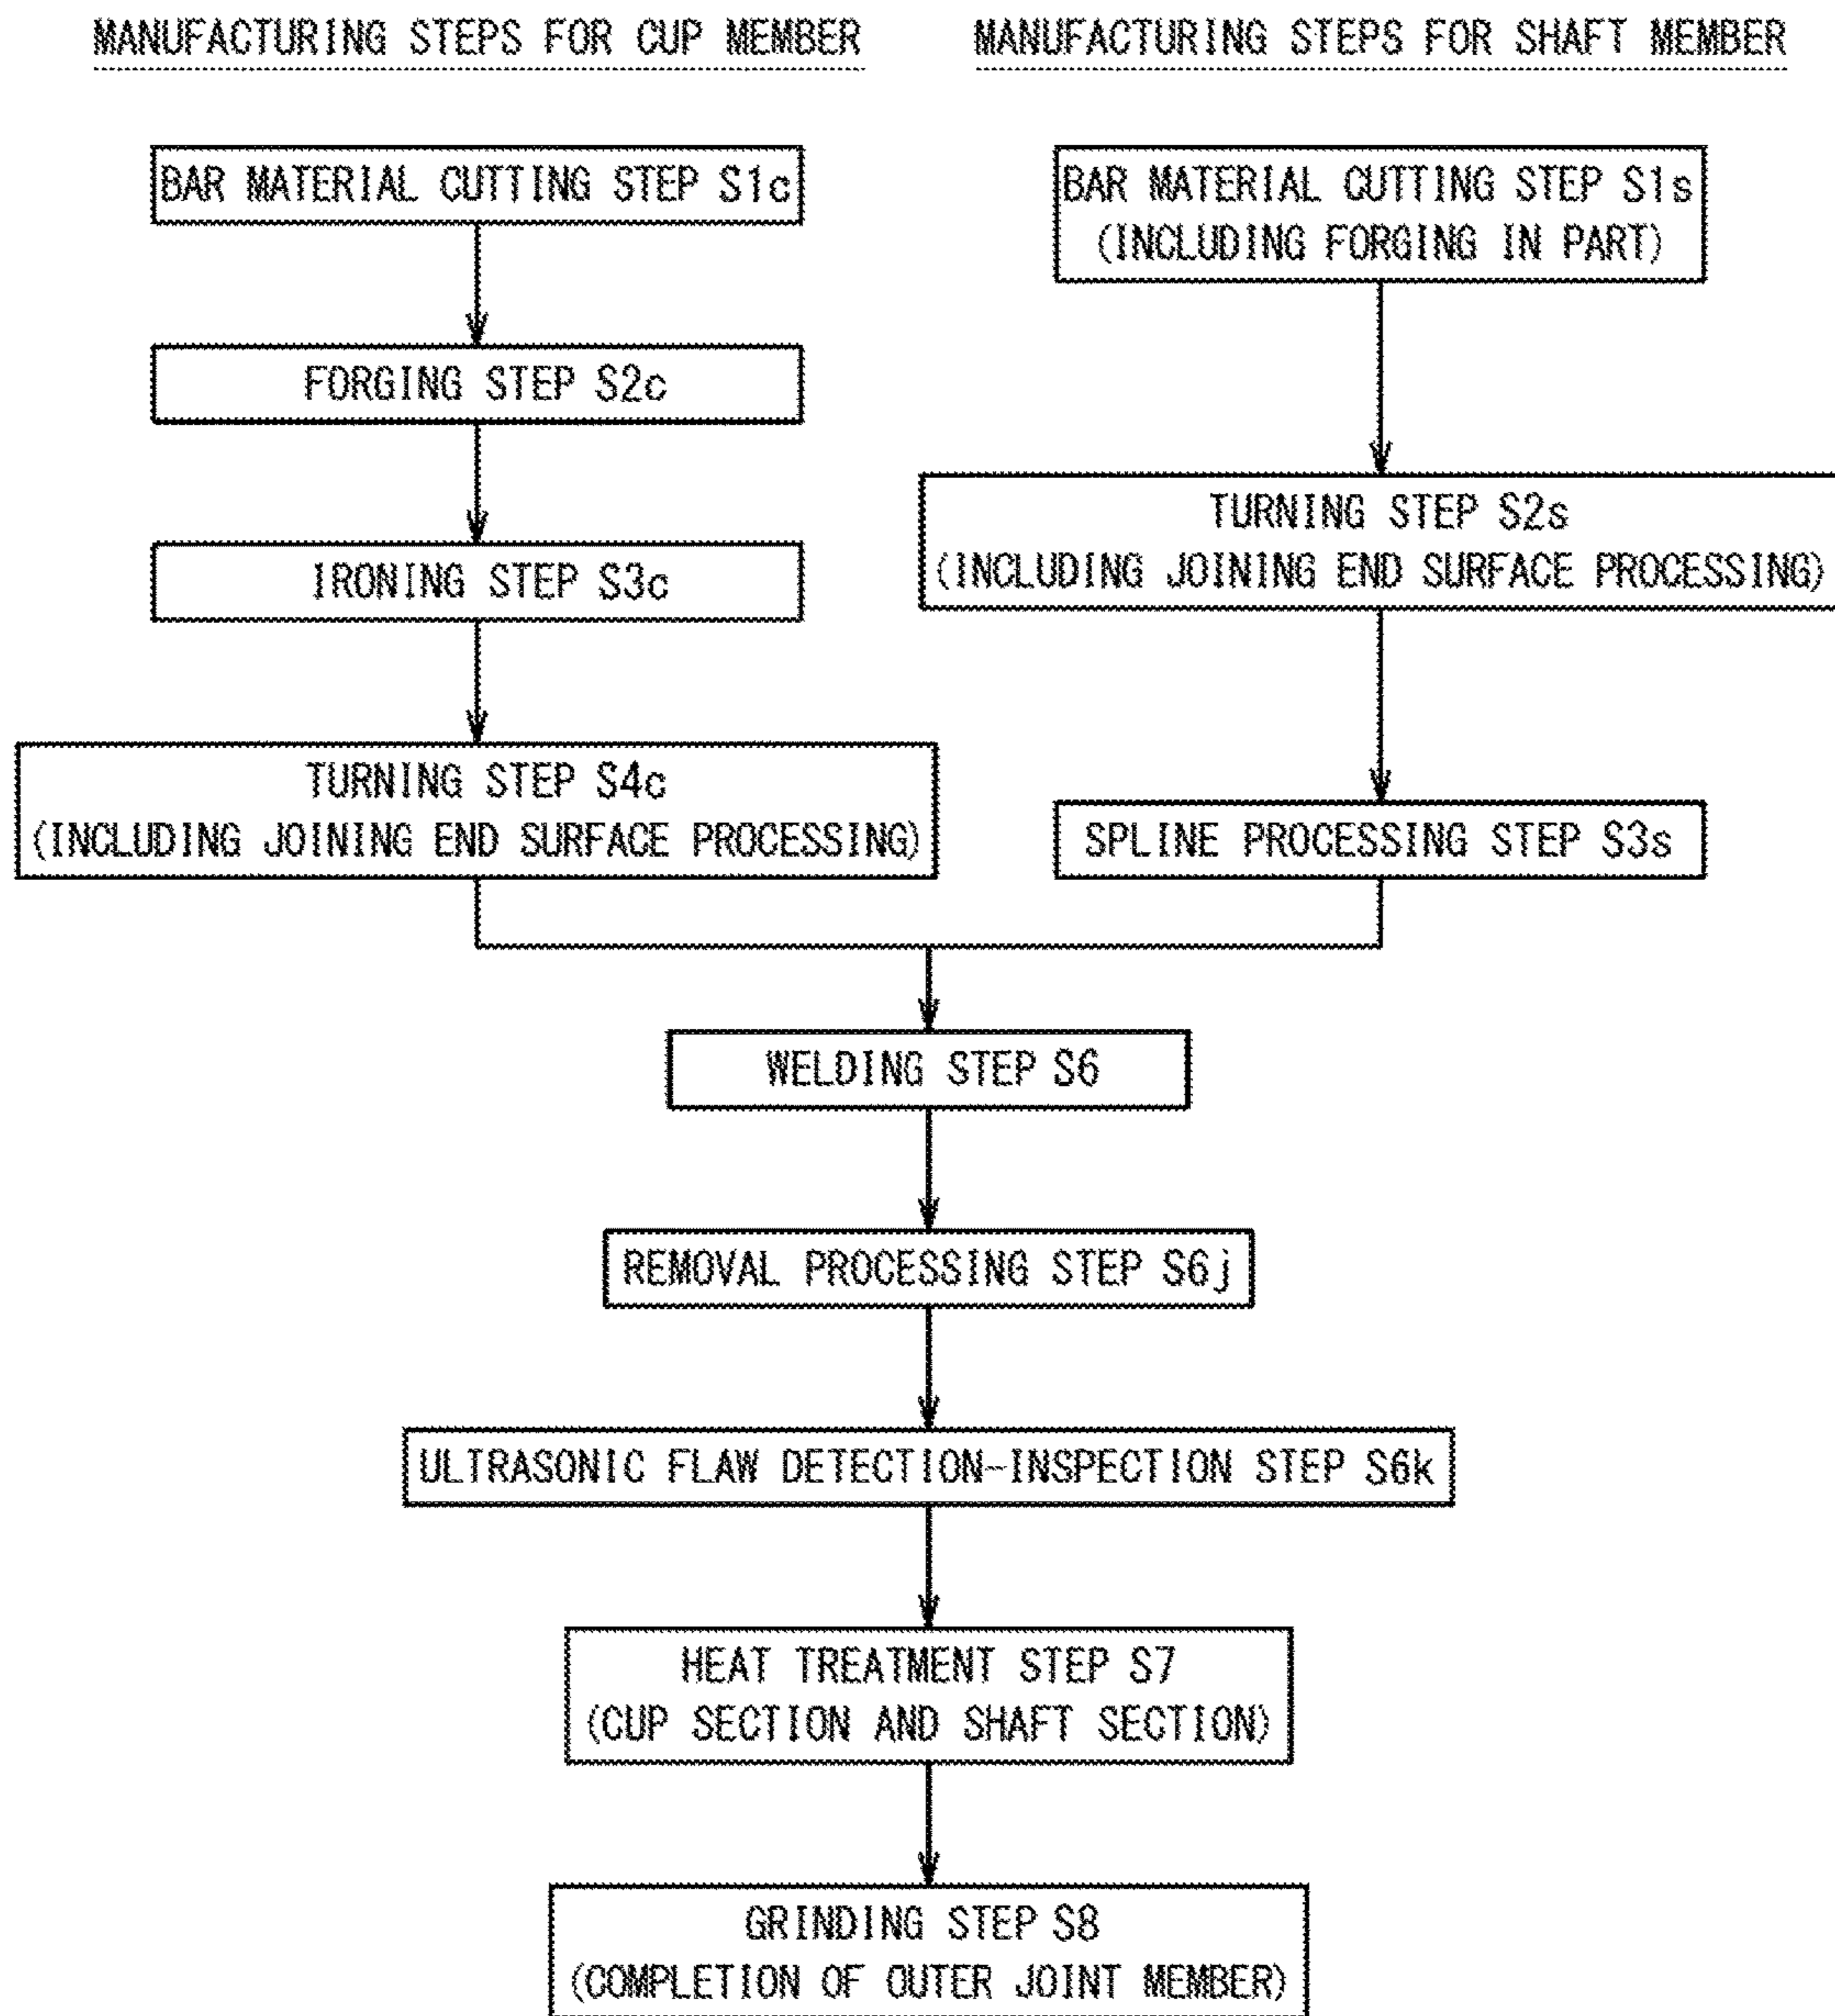 MANUFACTURING STEPS FOR CUP MEMBER
BAR MATERIAL CUTTING STEP S1c
FORGING STEP S2c
IRONING STEP S3c
TURNING STEP S4c
(INCLUDING JOINING END SURFACE PROCESSING)
MANUFACTURING STEPS FOR SHAFT MEMBER
BAR MATERIAL CUTTING STEP S1s
(INCLUDING FORGING IN PART)
TURNING STEP S2s
(INCLUDING JOINING END SURFACE PROCESSING)
SPLINE PROCESSING STEP S3s
WELDING STEP S6
REMOVAL PROCESSING STEP S6j
ULTRASONIC FLAW DETECTION-INSPECTION STEP S6k
HEAT TREATMENT STEP S7
(CUP SECTION AND SHAFT SECTION)
GRINDING STEP S8
(COMPLETION OF OUTER JOINT MEMBER)